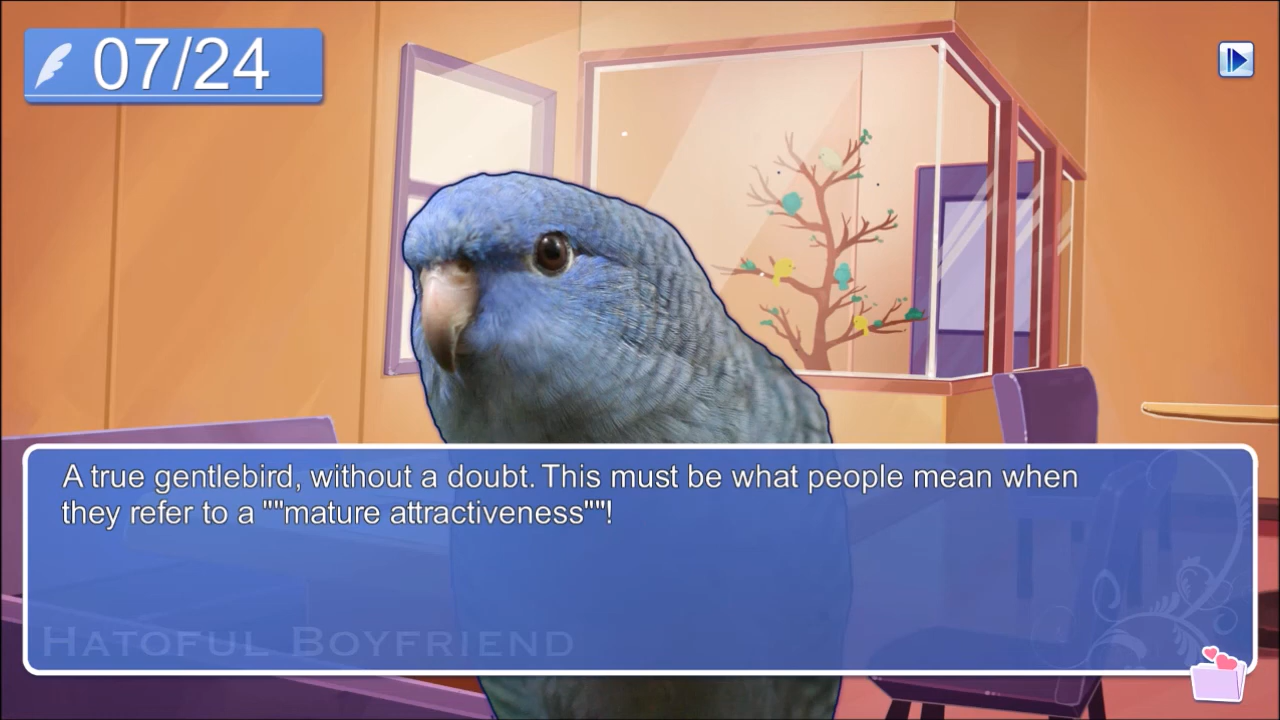 07/24
A true gentlebird, without a doubt. This must be what people mean when
they refer to a ""mature attractiveness""!
HATOFUL BOYFRIEND